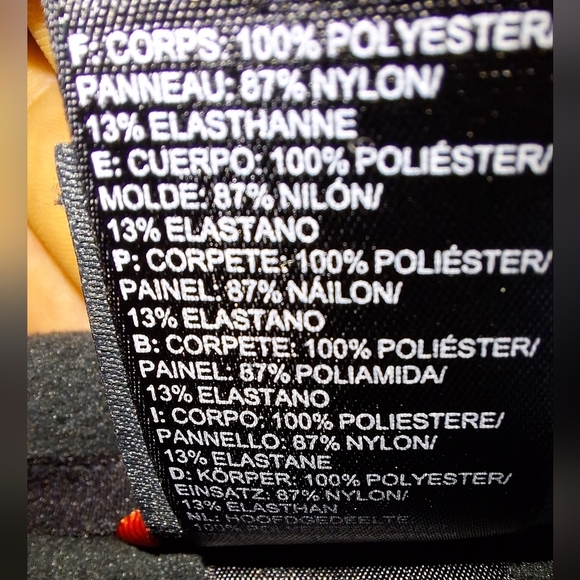 F: CORPS: 100% POLYESTER/
PANNEAU: 87% NYLON/
13% ELASTHANNE
E: CUERPO: 100% POLIÉSTER/
MOLDE: 87% NILÓN/
13% ELASTANO
P: CORPETE: 100% POLIÉSTER/
PAINEL: 87% NÁILON/
13% ELASTANO
B: CORPETE: 100% POLIÉSTER/
PAINEL: 87% POLIAMIDA/
13% ELASTANO
I: CORPO: 100% POLIESTERE/
PANNELLO: 87% NYLON/
13% ELASTANE
D: KÖRPER: 100% POLYESTER/
EINSATZ: 87% NYLON/
13% ELASTHAN
NL: HOOFDGEDEELTE